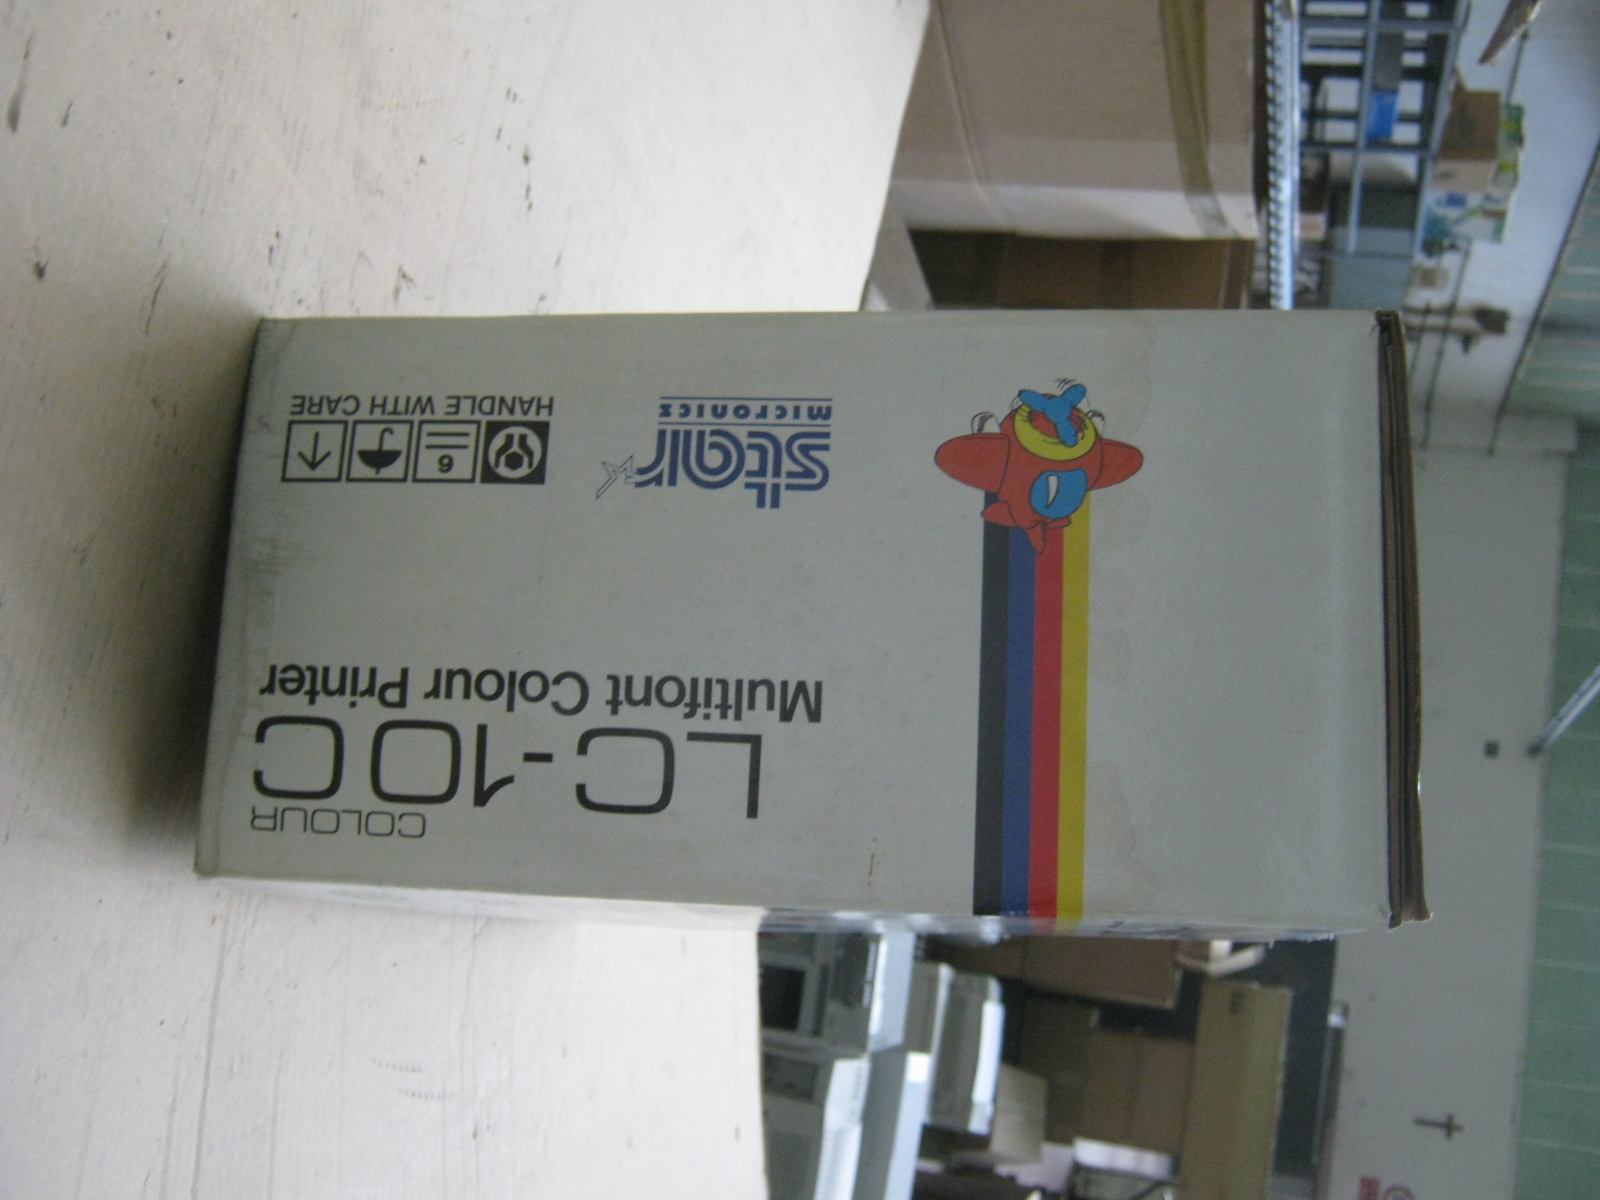 COLOUR
LC-10C
Multifont Colour Printer
star
micronics
6
HANDLE WITH CARE